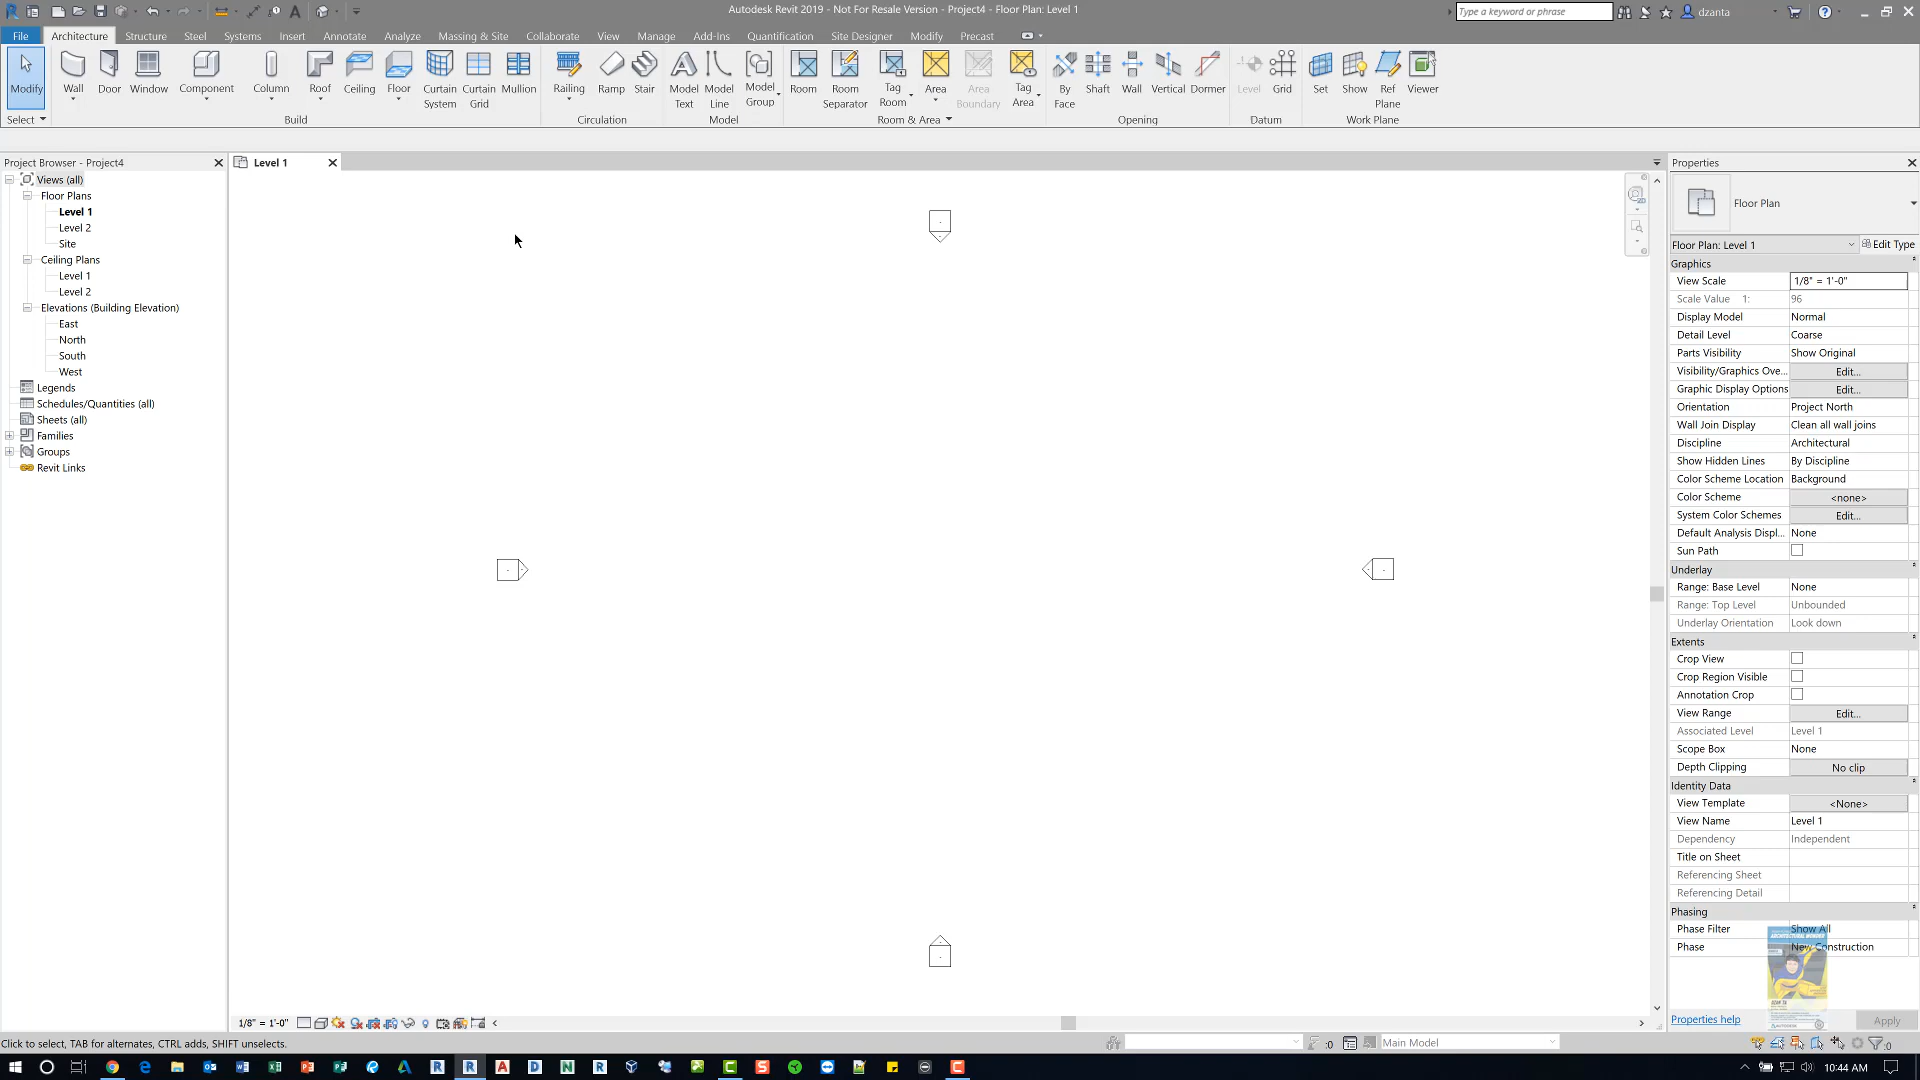 Autodesk Revit 2019 - Not For Resale Version - Project4 - Floor Plan: Level 1
Type a keyword or phrase
dzanta
File Architecture Structure Steel Systems Insert Annotate Analyze Massing & Site Collaborate View Manage Add-Ins Quantification Site Designer Modify Precast
Modify Wall Door Window Component Column Roof Ceiling Floor Curtain System Curtain Grid Mullion Railing Ramp Stair Model Text Model Line Model Group Room Room Separator Tag Room Area Area Boundary Tag Area By Face Shaft Wall Vertical Dormer Level Grid Set Show Ref Plane Viewer
Select Build Circulation Model Room & Area Opening Datum Work Plane
Project Browser - Project4
Views (all)
Floor Plans
Level 1
Level 2
Site
Ceiling Plans
Level 1
Level 2
Elevations (Building Elevation)
East
North
South
West
Legends
Schedules/Quantities (all)
Sheets (all)
Families
Groups
Revit Links
Level 1
Properties
Floor Plan
Floor Plan: Level 1 Edit Type
Graphics
View Scale 1/8" = 1'-0"
Scale Value 1: 96
Display Model Normal
Detail Level Coarse
Parts Visibility Show Original
Visibility/Graphics Ove... Edit...
Graphic Display Options Edit...
Orientation Project North
Wall Join Display Clean all wall joins
Discipline Architectural
Show Hidden Lines By Discipline
Color Scheme Location Background
Color Scheme <none>
System Color Schemes Edit...
Default Analysis Displ... None
Sun Path
Underlay
Range: Base Level None
Range: Top Level Unbounded
Underlay Orientation Look down
Extents
Crop View
Crop Region Visible
Annotation Crop
View Range Edit...
Associated Level Level 1
Scope Box None
Depth Clipping No clip
Identity Data
View Template <None>
View Name Level 1
Dependency Independent
Title on Sheet
Referencing Sheet
Referencing Detail
Phasing
Phase Filter Show All
Phase New Construction
Properties help Apply
1/8" = 1'-0"
Click to select, TAB for alternates, CTRL adds, SHIFT unselects.
:0 Main Model :0
10:44 AM